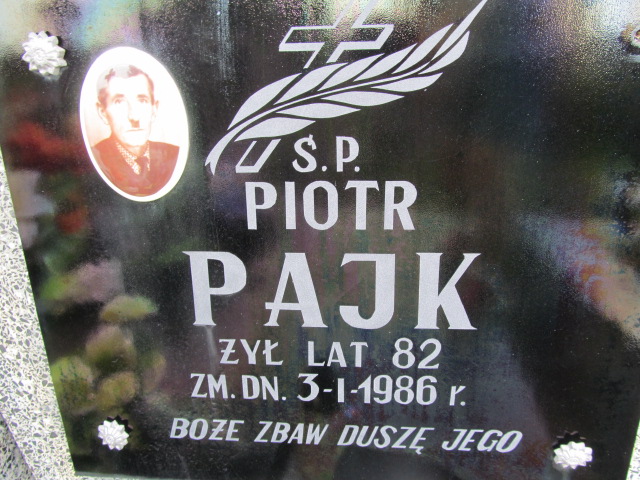 Ś.P.
PIOTR
PAJK
ŻYŁ LAT 82
ZM. DN. 3-I-1986 r.
BOŻE ZBAW DUSZĘ JEGO